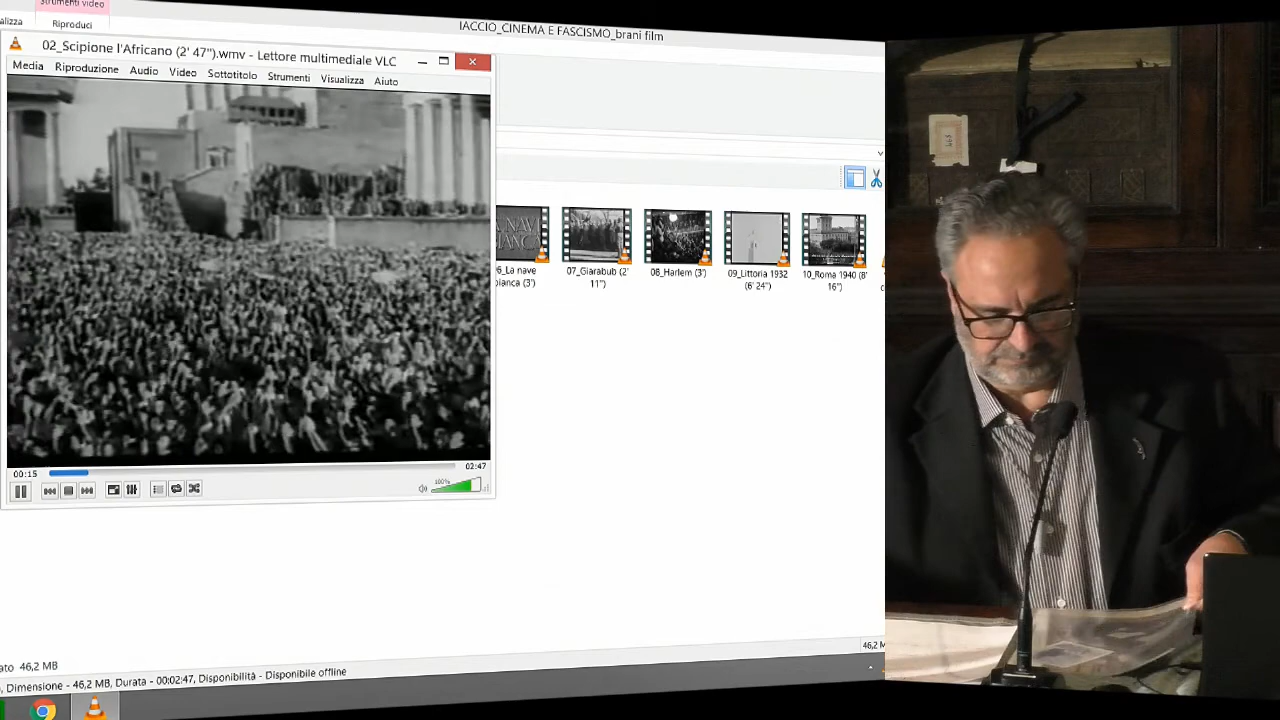 Strumenti video
alizza
Riproduci
IACCIO_CINEMA E FASCISMO_brani film
02_Scipione l'Africano (2' 47").wmv - Lettore multimediale VLC
Media Riproduzione Audio Video Sottotitolo Strumenti Visualizza Aiuto
A NAVE
BIANCA
6_La nave
bianca (3')
07_Giarabub (2'
11")
08_Harlem (3')
09_Littoria 1932
(6' 24")
10_Roma 1940 (8'
16")
00:15
02:47
100%
ato 46,2 MB
46,2 M
, Dimensione - 46,2 MB, Durata - 00:02:47, Disponibilità - Disponibile offline